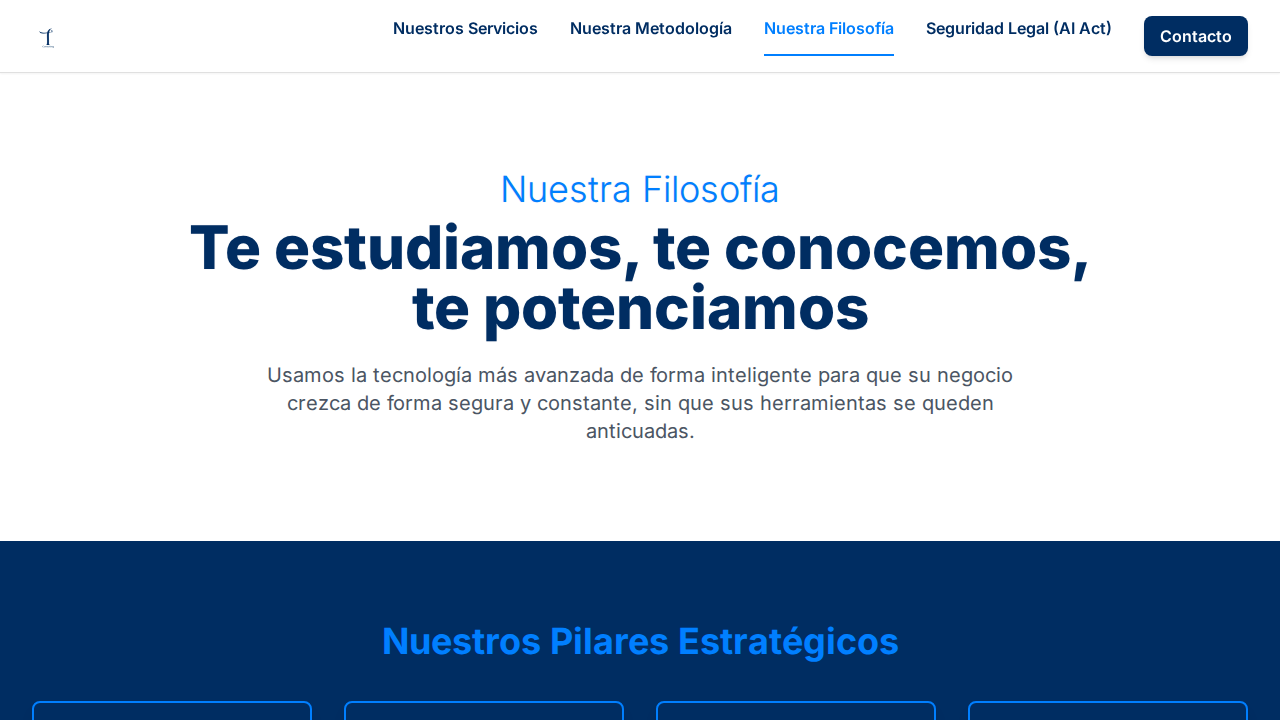 Nuestros Servicios
Nuestra Metodología
Nuestra Filosofía
Seguridad Legal (AI Act)
Contacto
Nuestra Filosofía
Te estudiamos, te conocemos,
te potenciamos
Usamos la tecnología más avanzada de forma inteligente para que su negocio
crezca de forma segura y constante, sin que sus herramientas se queden
anticuadas.
Nuestros Pilares Estratégicos